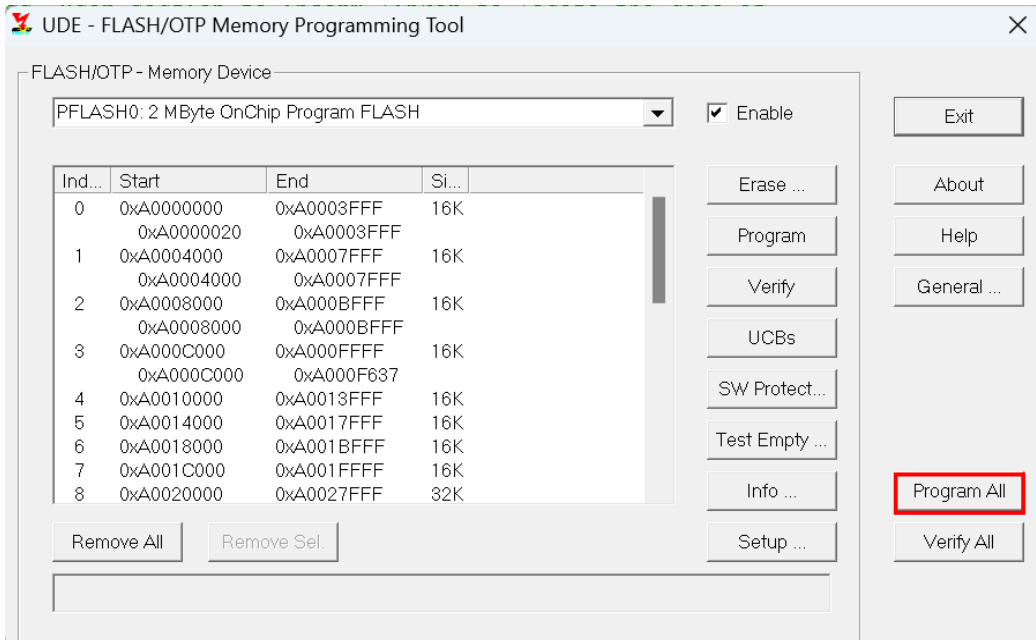 UDE - FLASH/OTP Memory Programming Tool
FLASH/OTP - Memory Device
PFLASH0: 2 MByte OnChip Program FLASH
Enable
Exit
Ind... Start End Si...
0 0xA0000000 0xA0003FFF 16K
0xA0000020 0xA0003FFF
1 0xA0004000 0xA0007FFF 16K
0xA0004000 0xA0007FFF
2 0xA0008000 0xA000BFFF 16K
0xA0008000 0xA000BFFF
3 0xA000C000 0xA000FFFF 16K
0xA000C000 0xA000F637
4 0xA0010000 0xA0013FFF 16K
5 0xA0014000 0xA0017FFF 16K
6 0xA0018000 0xA001BFFF 16K
7 0xA001C000 0xA001FFFF 16K
8 0xA0020000 0xA0027FFF 32K
Erase ...
Program
Verify
UCBs
SW Protect...
Test Empty ...
Info ...
Setup ...
About
Help
General ...
Program All
Verify All
Remove All
Remove Sel.